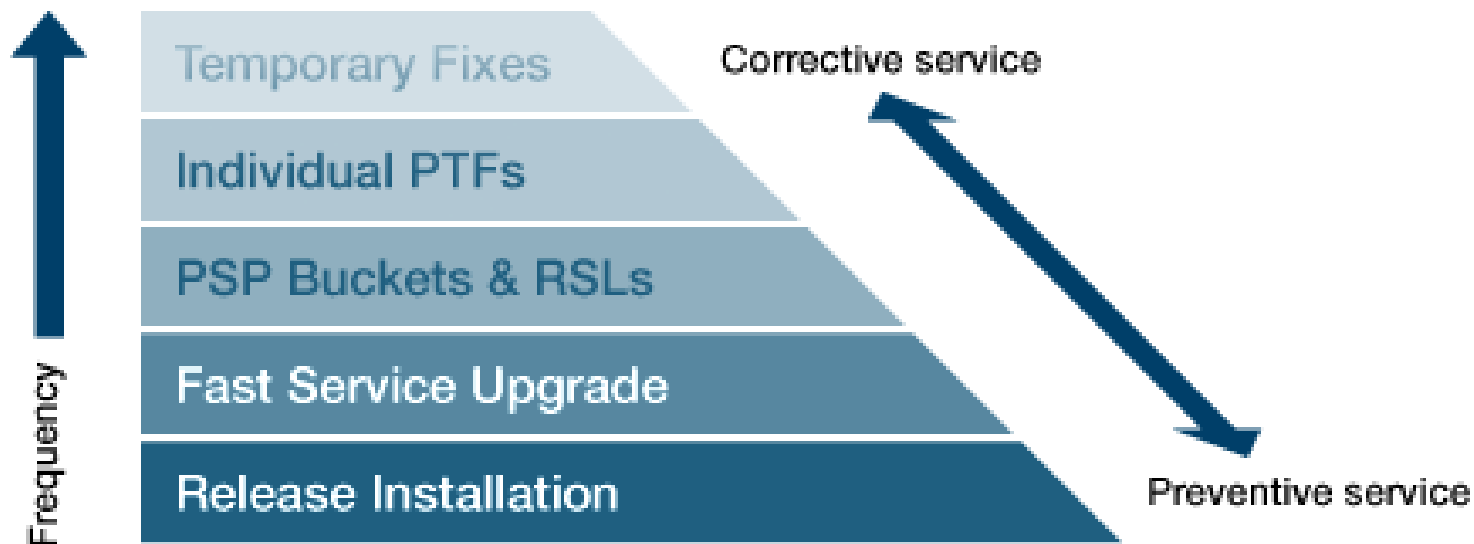 Temporary Fixes
Corrective service
Individual PTFs
PSP Buckets & RSLs
Fast Service Upgrade
Release Installation
Preventive service
Frequency